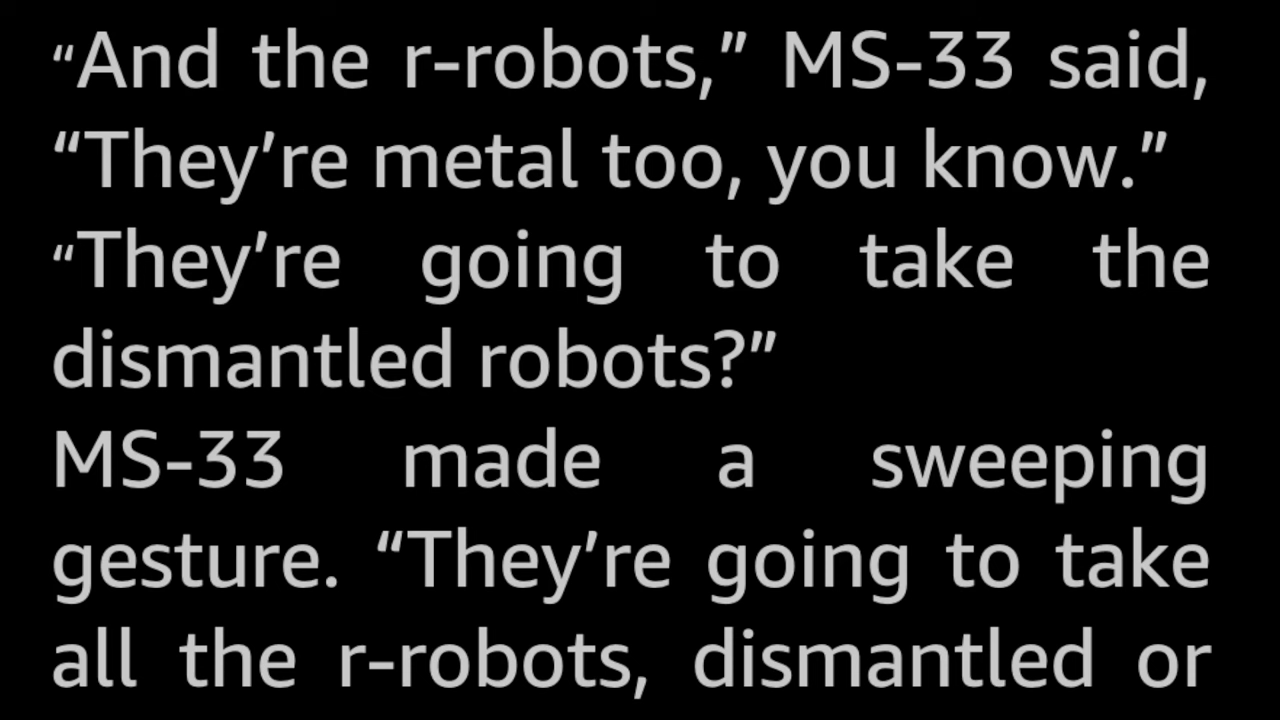 “And the r-robots,” MS-33 said,
“They’re metal too, you know.”
“They’re going to take the
dismantled robots?”
MS-33 made a sweeping
gesture. “They’re going to take
all the r-robots, dismantled or